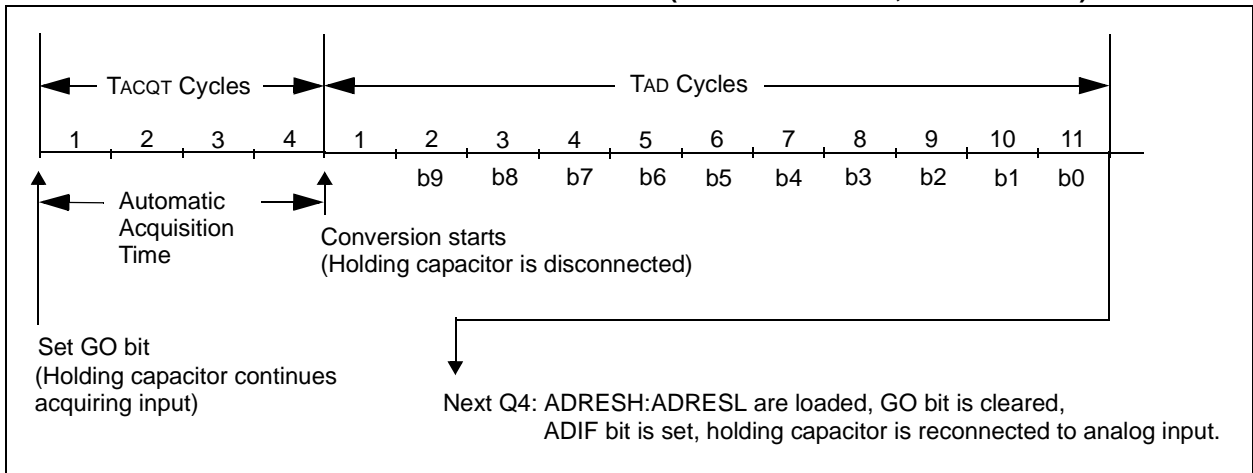 TACQT Cycles
TAD Cycles
1 2 3 4 1 2 3 4 5 6 7 8 9 10 11
b9 b8 b7 b6 b5 b4 b3 b2 b1 b0
Automatic
Acquisition
Time
Conversion starts
(Holding capacitor is disconnected)
Set GO bit
(Holding capacitor continues
acquiring input)
Next Q4: ADRESH:ADRESL are loaded, GO bit is cleared,
ADIF bit is set, holding capacitor is reconnected to analog input.